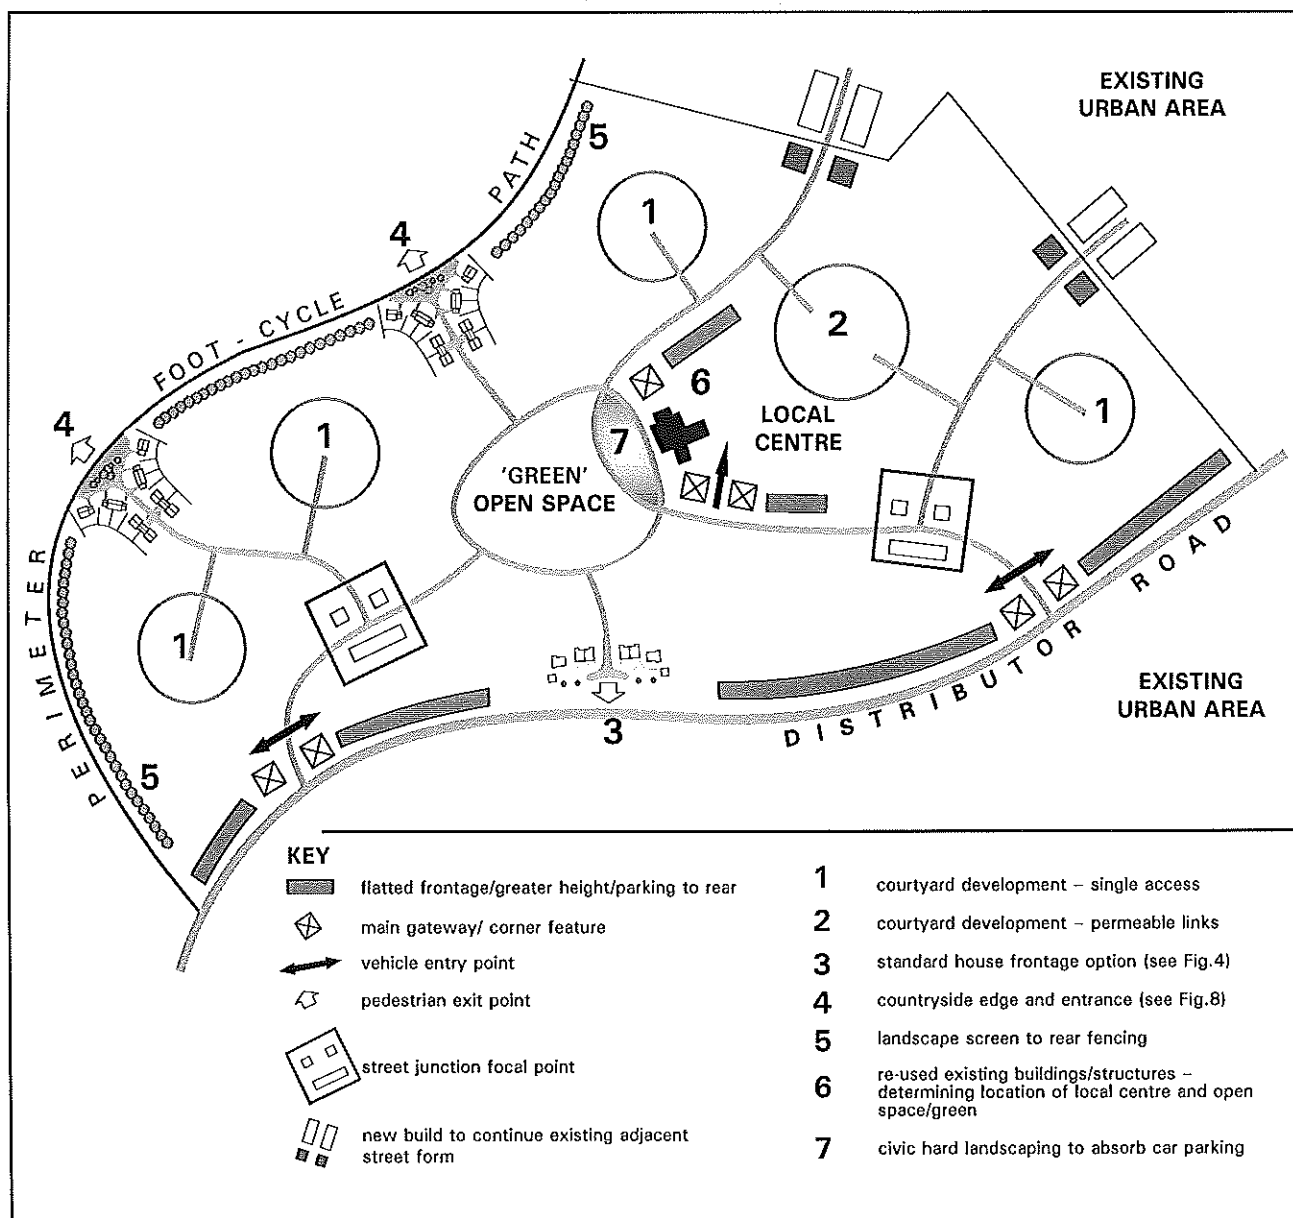 EXISTING
URBAN AREA
5
PATH
1
4
FOOT - CYCLE
2
6
LOCAL
CENTRE
1
4
1
7
'GREEN'
OPEN SPACE
PERIMETER
1
5
3
DISTRIBUTOR ROAD
EXISTING
URBAN AREA
KEY
flatted frontage/greater height/parking to rear
main gateway/ corner feature
vehicle entry point
pedestrian exit point
street junction focal point
new build to continue existing adjacent
street form
1 courtyard development – single access
2 courtyard development – permeable links
3 standard house frontage option (see Fig.4)
4 countryside edge and entrance (see Fig.8)
5 landscape screen to rear fencing
6 re-used existing buildings/structures –
determining location of local centre and open
space/green
7 civic hard landscaping to absorb car parking